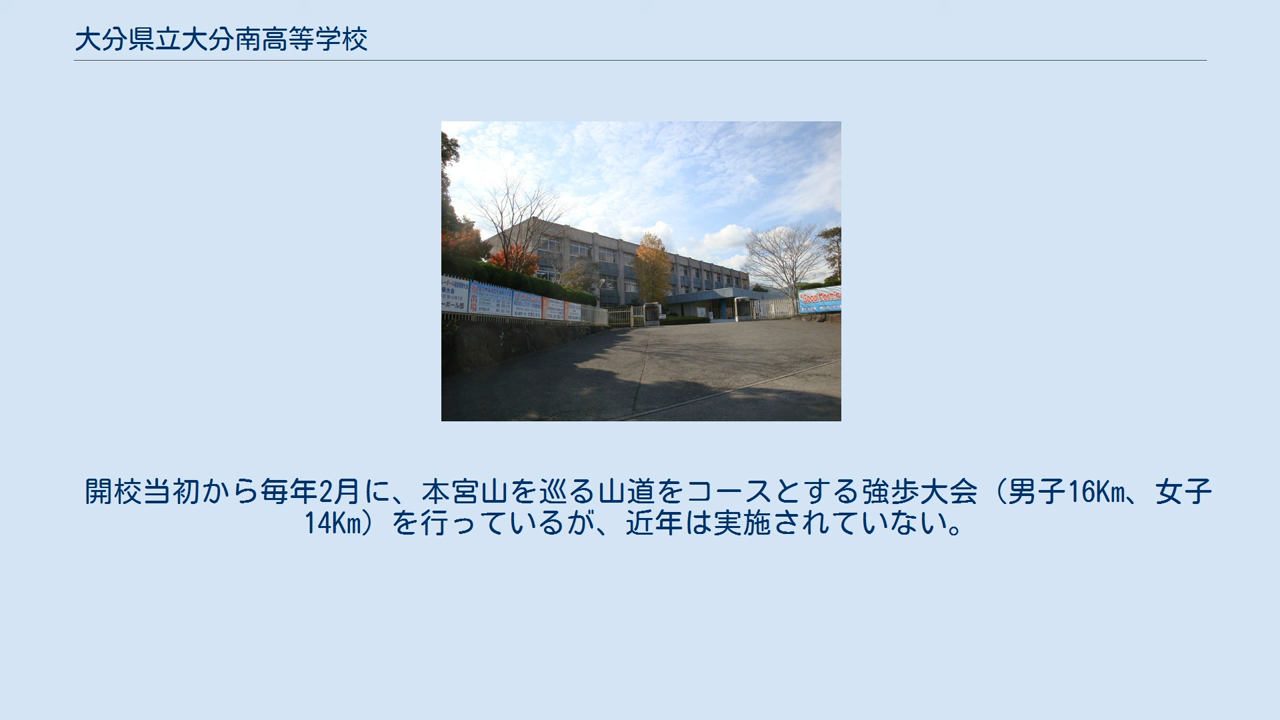 大分県立大分南高等学校
開校当初から毎年2月に、本宮山を巡る山道をコースとする強歩大会（男子16Km、女子
14Km）を行っているが、近年は実施されていない。